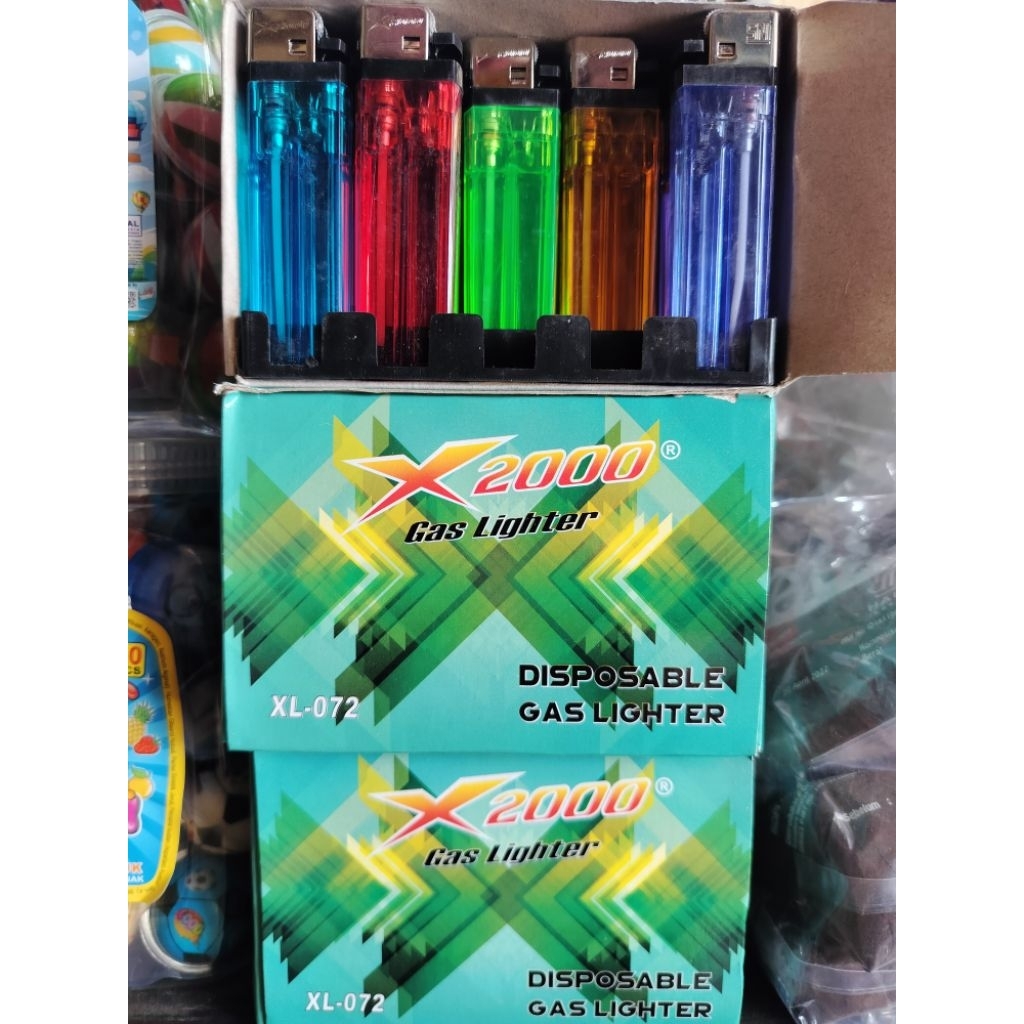 X2000®
Gas Lighter
XL-072
DISPOSABLE
GAS LIGHTER
X2000®
Gas Lighter
XL-072
DISPOSABLE
GAS LIGHTER